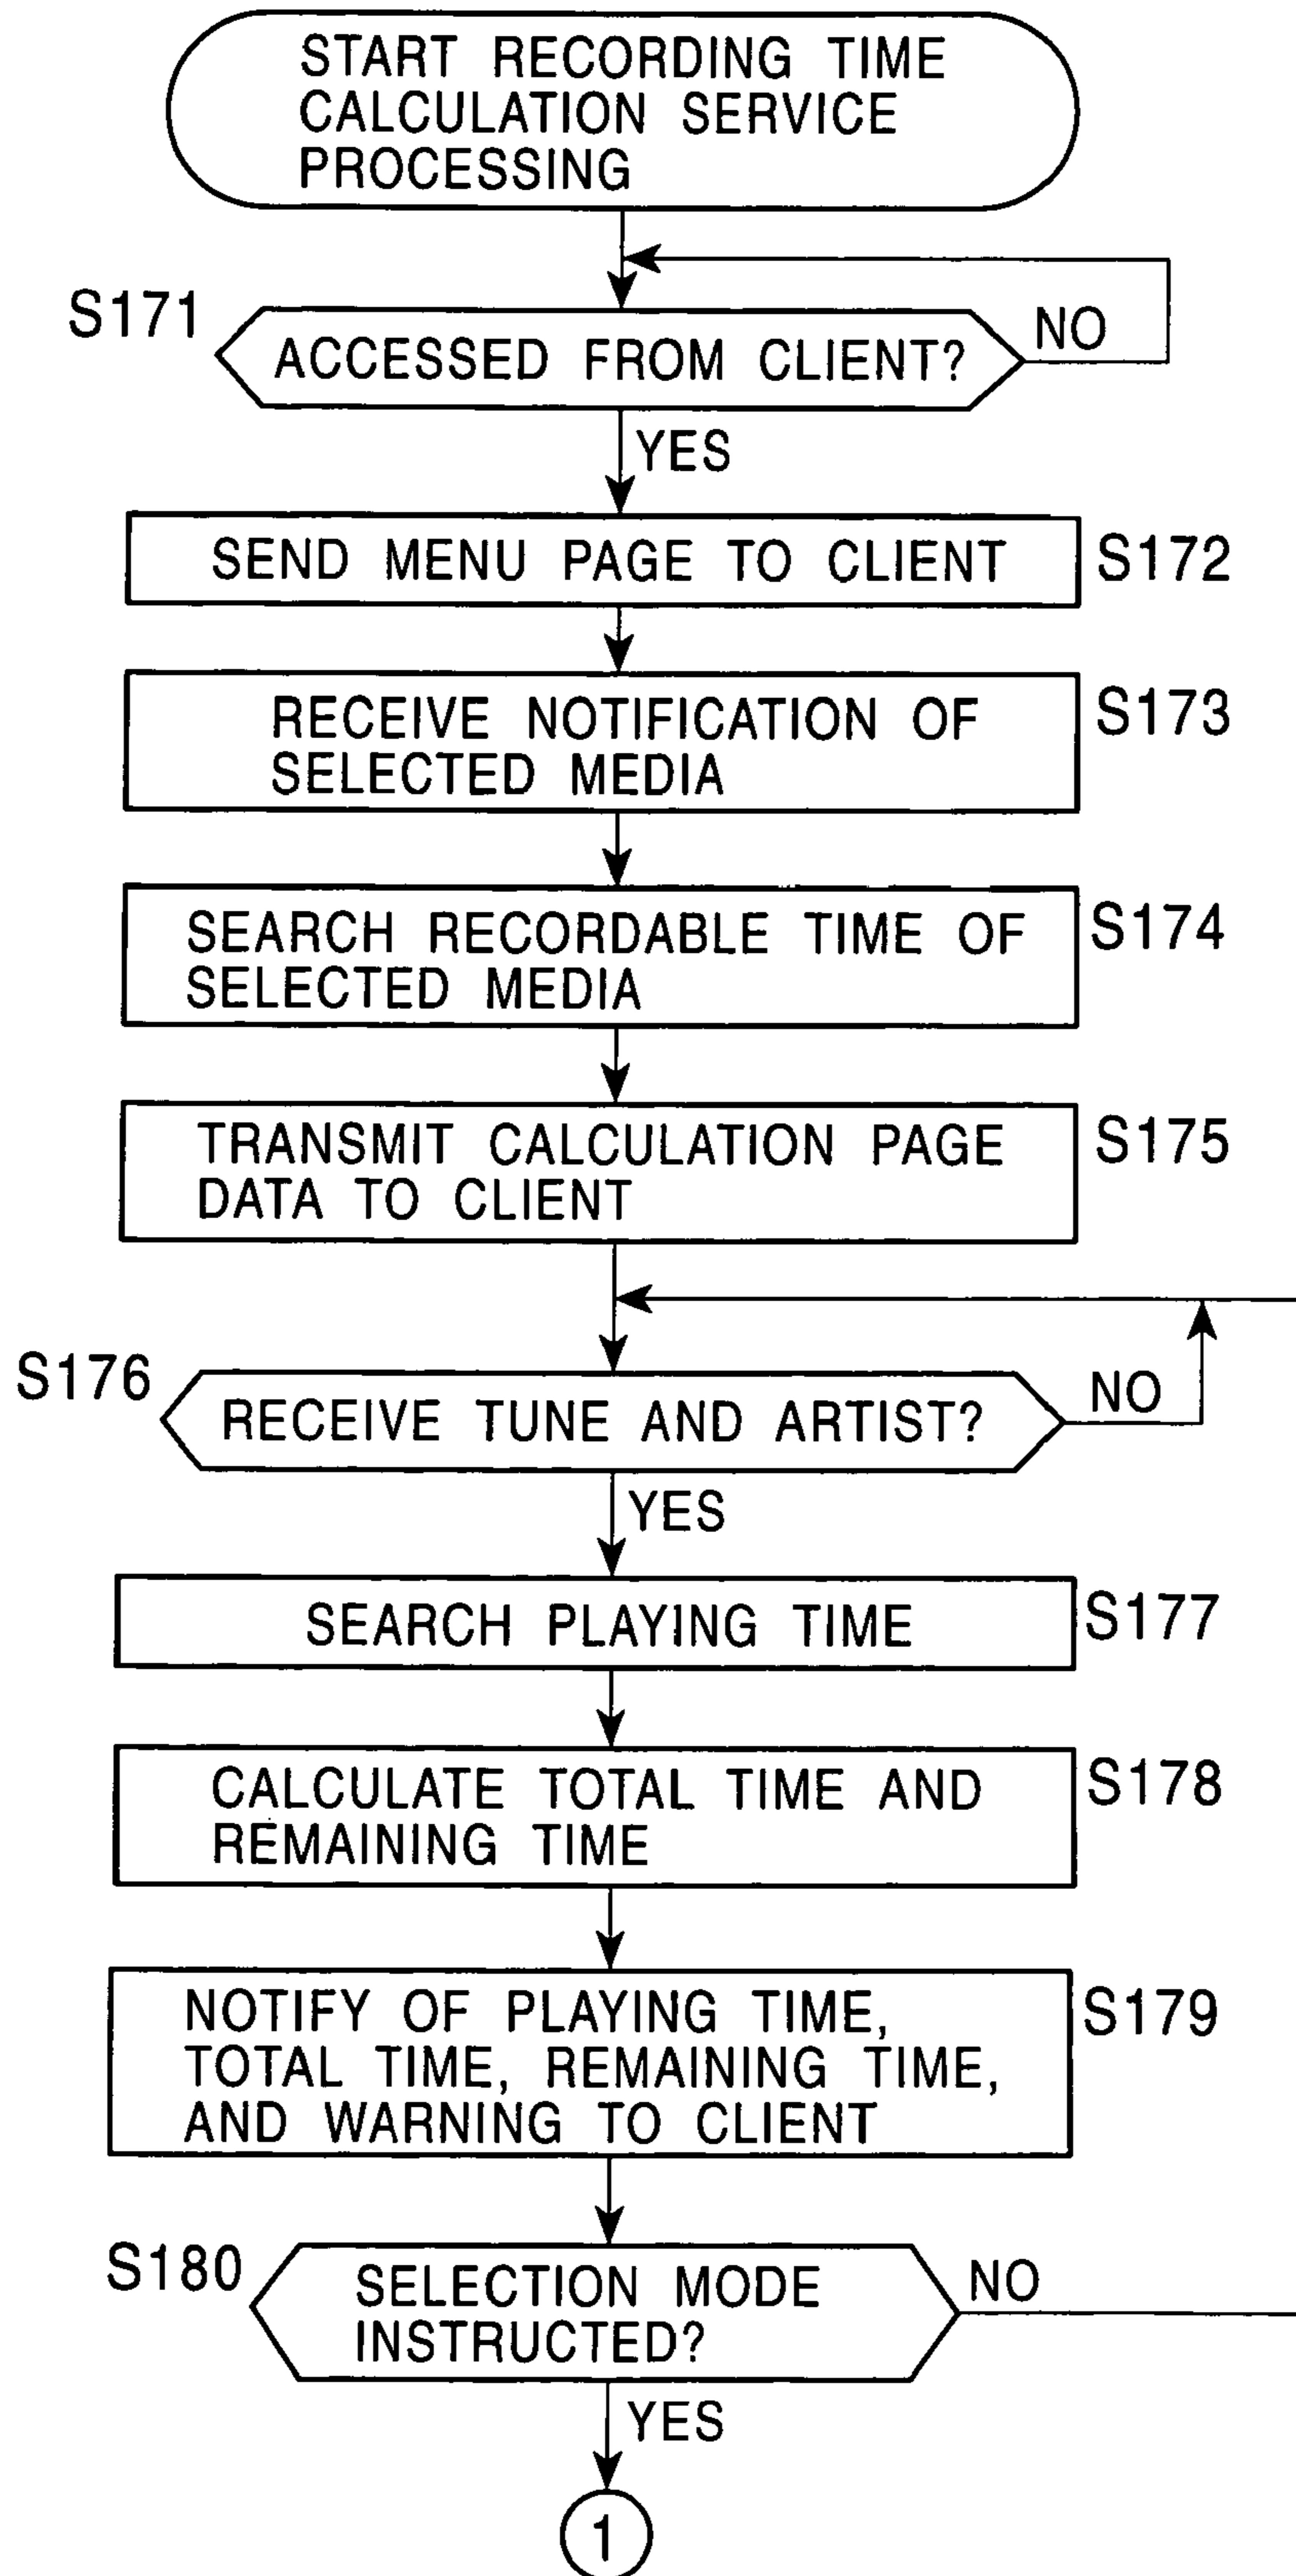 START RECORDING TIME
CALCULATION SERVICE
PROCESSING
S171
ACCESSED FROM CLIENT?
NO
YES
SEND MENU PAGE TO CLIENT
S172
RECEIVE NOTIFICATION OF
SELECTED MEDIA
S173
SEARCH RECORDABLE TIME OF
SELECTED MEDIA
S174
TRANSMIT CALCULATION PAGE
DATA TO CLIENT
S175
S176
RECEIVE TUNE AND ARTIST?
NO
YES
SEARCH PLAYING TIME
S177
CALCULATE TOTAL TIME AND
REMAINING TIME
S178
NOTIFY OF PLAYING TIME,
TOTAL TIME, REMAINING TIME,
AND WARNING TO CLIENT
S179
S180
SELECTION MODE
INSTRUCTED?
NO
YES
1